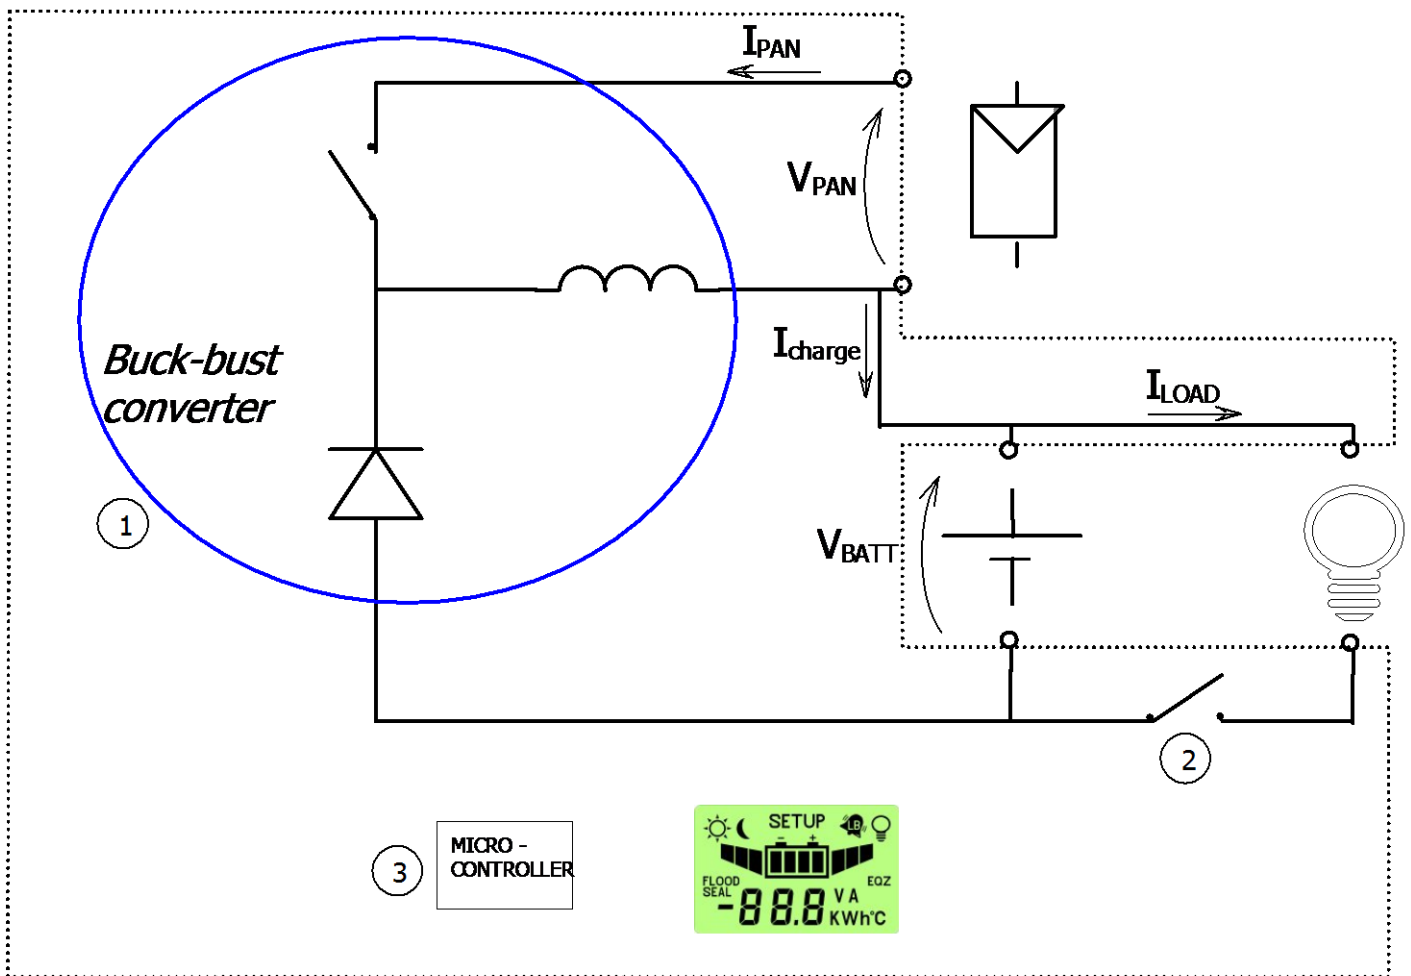 IPAN
VPAN
Icharge
ILOAD
Buck-bust
converter
1
VBATT
2
3
MICRO -
CONTROLLER
SETUP
LB
- +
FLOOD
SEAL
EQZ
-88.8
V A
KWh°C